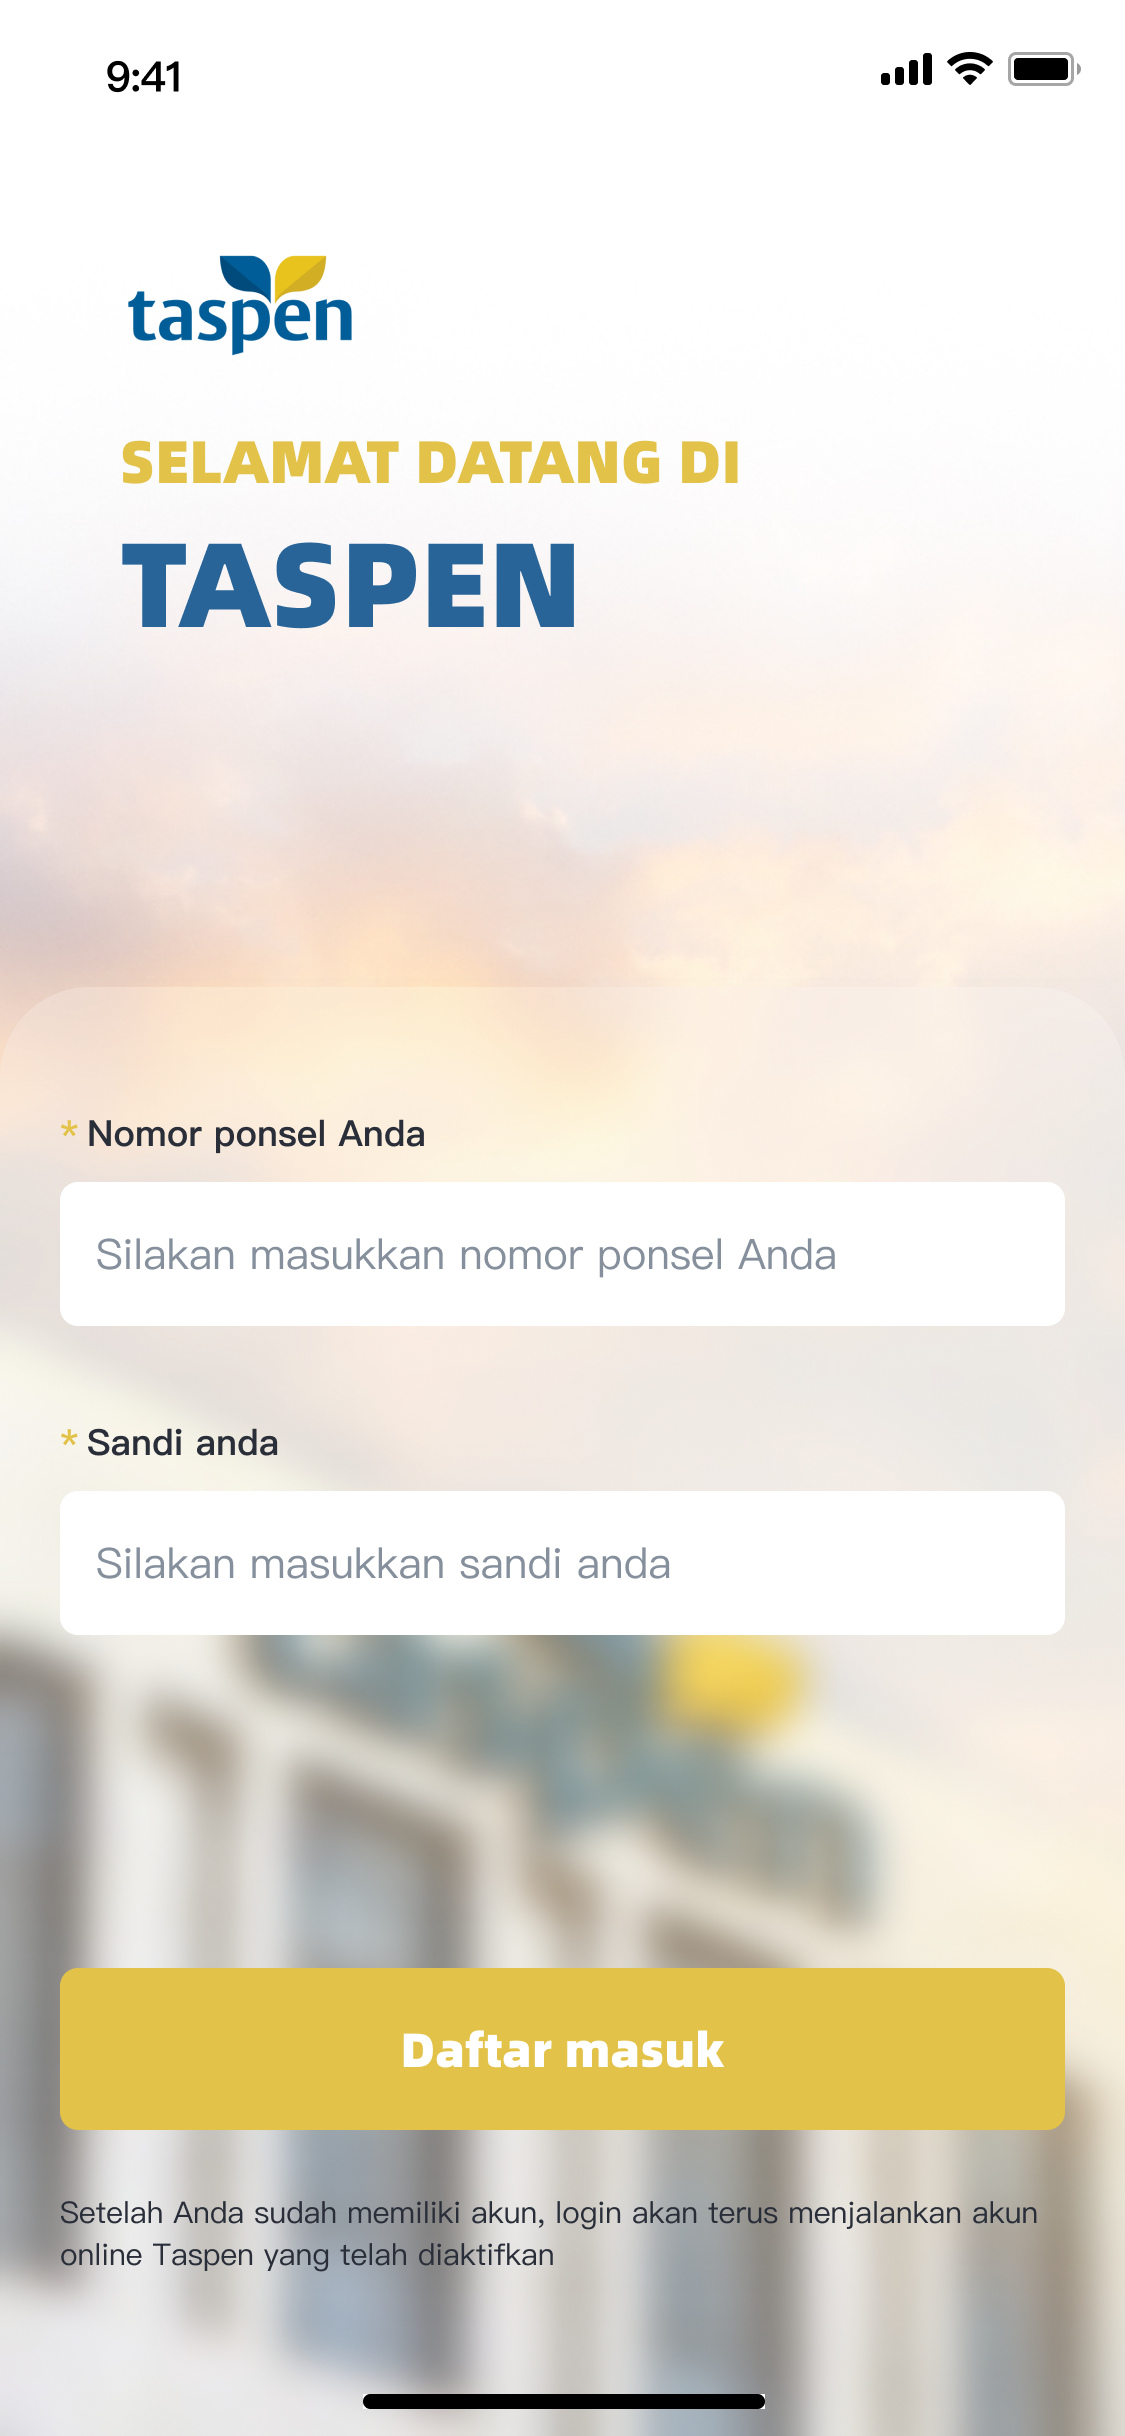 9:41
taspen
SELAMAT DATANG DI
TASPEN
* Nomor ponsel Anda
Silakan masukkan nomor ponsel Anda
* Sandi anda
Silakan masukkan sandi anda
Daftar masuk
Setelah Anda sudah memiliki akun, login akan terus menjalankan akun
online Taspen yang telah diaktifkan